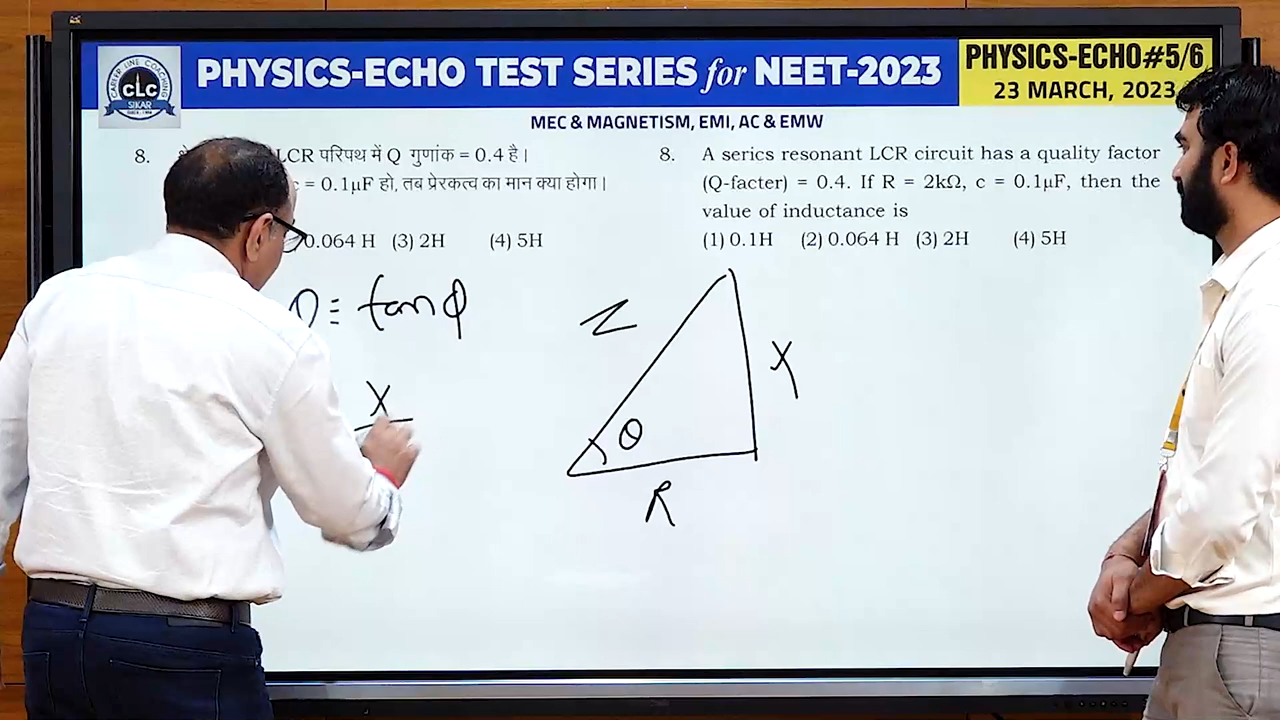 PHYSICS-ECHO TEST SERIES for NEET-2023
PHYSICS-ECHO#5/6
23 MARCH, 2023
CAREER LINE COACHING
CLC
SIKAR
MEC & MAGNETISM, EMI, AC & EMW
8. LCR परिपथ में Q गुणांक = 0.4 है।
= 0.1μF हो, तब प्रेरकत्व का मान क्या होगा।
0.064 H (3) 2H (4) 5H
8. A serics resonant LCR circuit has a quality factor
(Q-facter) = 0.4. If R = 2kΩ, c = 0.1μF, then the
value of inductance is
(1) 0.1H (2) 0.064 H (3) 2H (4) 5H
= tanϕ
X
Z
X
θ
R